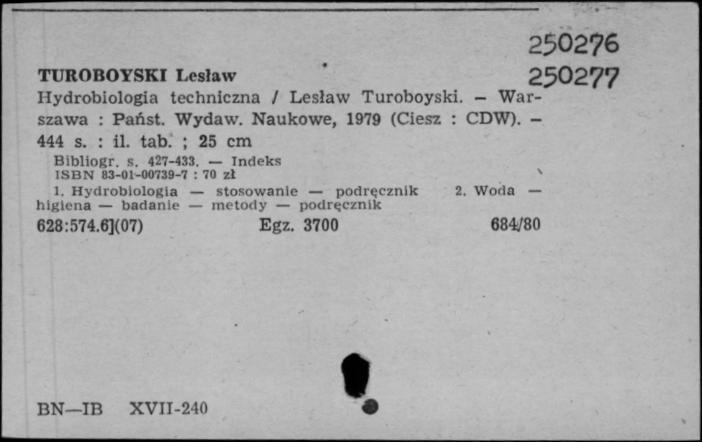 250276
TUROBOYSKI Lesław 250277
Hydrobiologia techniczna / Lesław Turoboyski. — War-
szawa : Państ. Wydaw. Naukowe, 1979 (Ciesz : CDW). —
444 s. : il. tab. ; 25 cm
Bibliogr. s. 427-433. — Indeks
ISBN 83-01-00739-7 : 70 zł
1. Hydrobiologia — stosowanie — podręcznik 2. Woda —
higiena — badanie — metody — podręcznik
628:574.6](07) Egz. 3700 684/80
BN—IB XVII-240